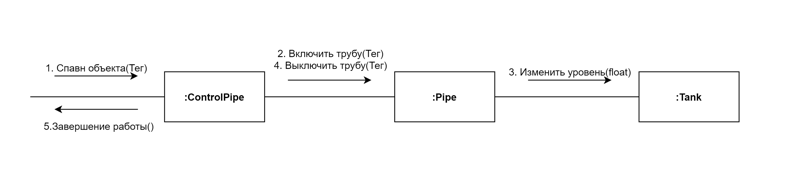 2. Включить трубу(Тег)
1. Спавн объекта(Тег)
4. Выключить трубу(Тег)
3. Изменить уровень(float)
:ControlPipe
:Pipe
:Tank
5.Завершение работы()